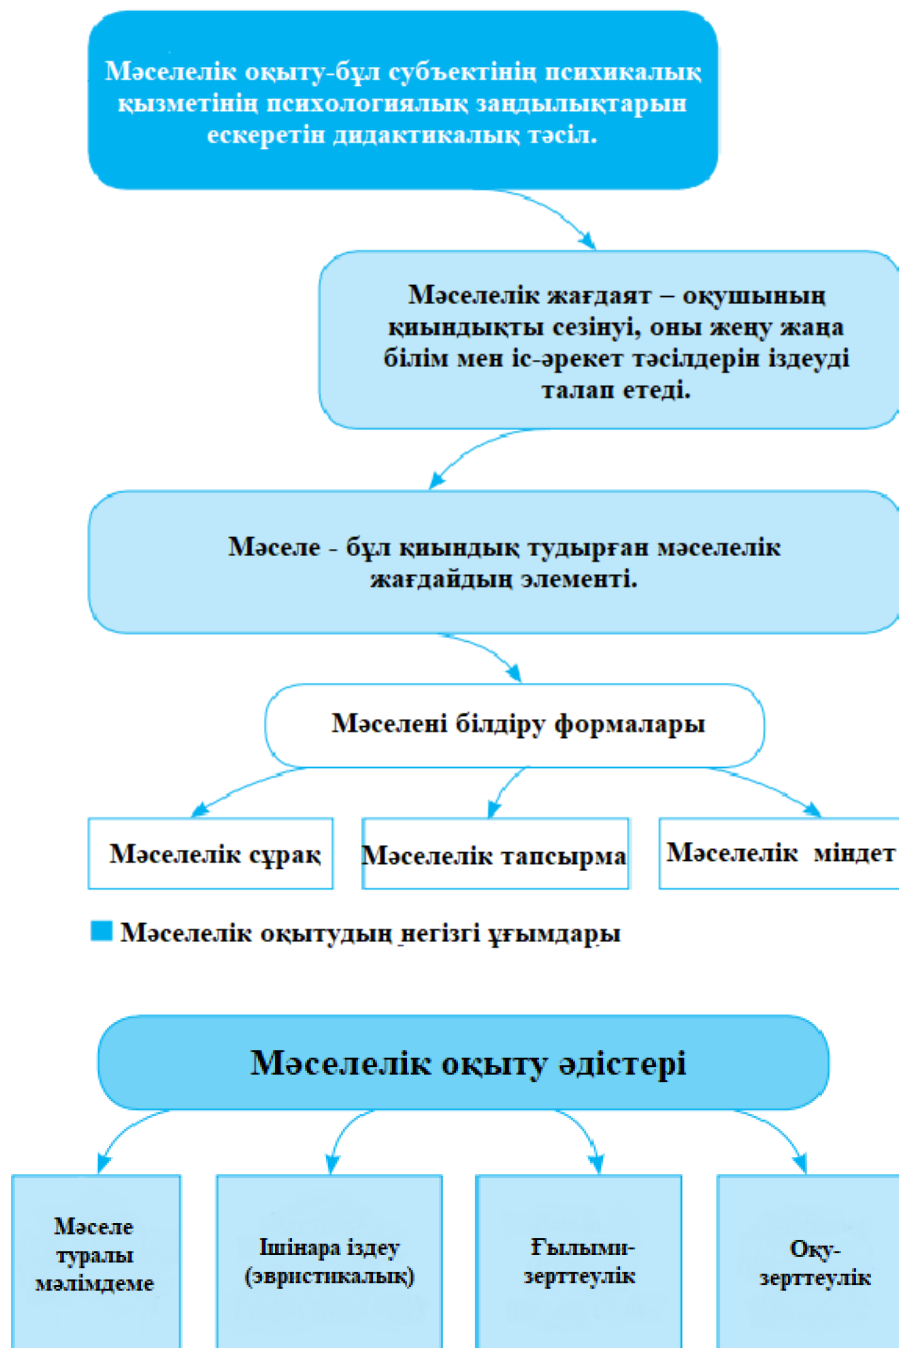 Мәселелік оқыту-бұл субъектінің психикалық
қызметінің психологиялық заңдылықтарын
ескеретін дидактикалық тәсіл.
Мәселелік жағдаят – оқушының
қиындықты сезінуі, оны жеңу жаңа
білім мен іс-әрекет тәсілдерін іздеуді
талап етеді.
Мәселе - бұл қиындық тудырған мәселелік
жағдайдың элементі.
Мәселені білдіру формалары
Мәселелік сұрақ
Мәселелік тапсырма
Мәселелік міндет
Мәселелік оқытудың негізгі ұғымдары
Мәселелік оқыту әдістері
Мәселе
туралы
мәлімдеме
Ішінара іздеу
(эвристикалық)
Ғылыми-
зерттеулік
Оқу-
зерттеулік